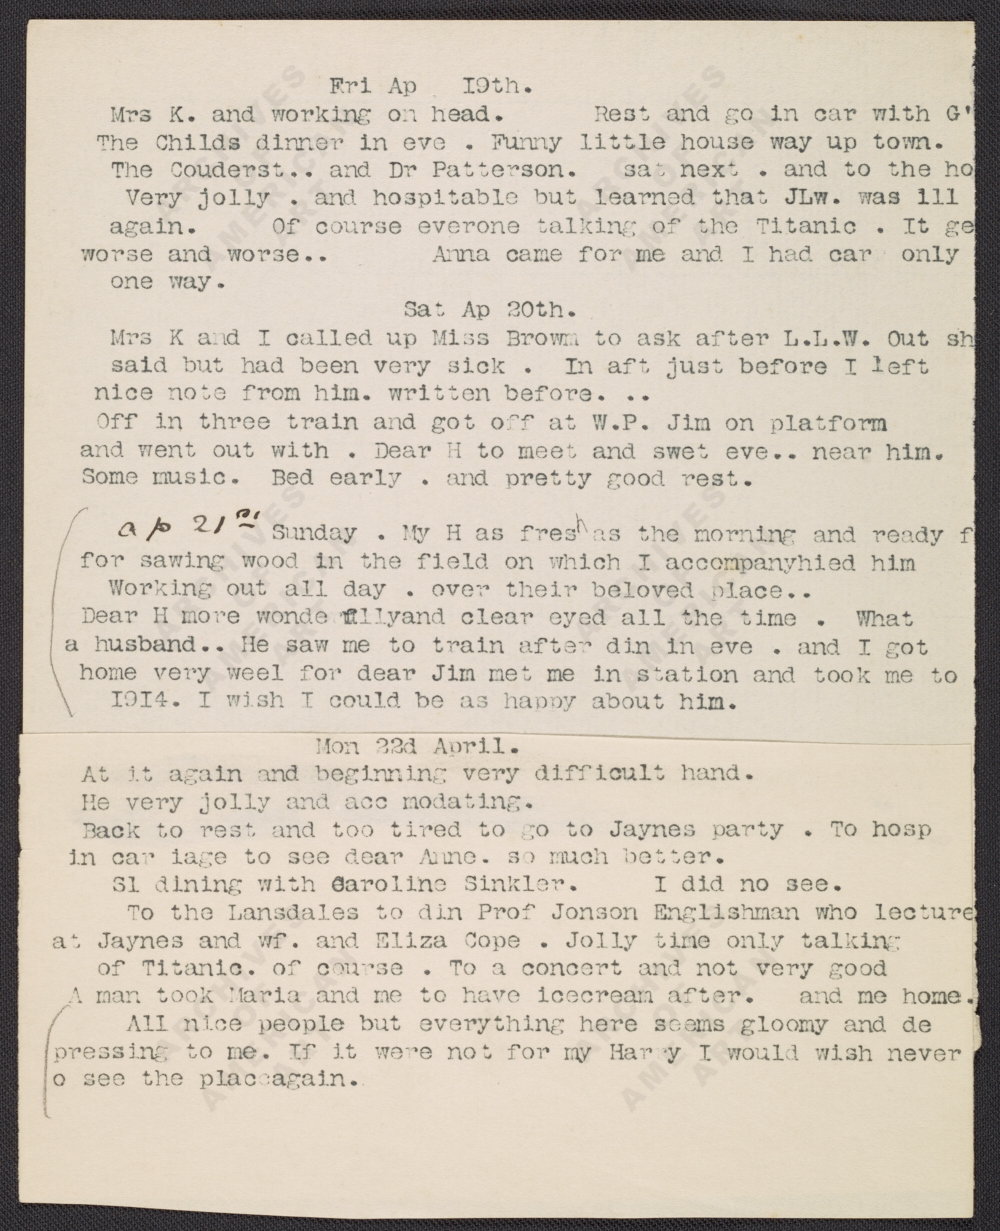 Fri Ap I9th.
Mrs K. and working on head. Rest and go in car with G'
The Childs dinner in eve . Funny little house way up town.
The Couderst.. and Dr Patterson. sat next . and to the ho
Very jolly . and hospitable but learned that JLw. was ill
again. Of course everone talking of the Titanic . It ge
worse and worse.. Anna came for me and I had car only
one way.
Sat Ap 20th.
Mrs K and I called up Miss Brown to ask after L.L.W. Out sh
said but had been very sick . In aft just before I left
nice note from him. written before. ..
Off in three train and got off at W.P. Jim on platform
and went out with . Dear H to meet and swet eve.. near him.
Some music. Bed early . and pretty good rest.
ap 21st Sunday . My H as fresh as the morning and ready f
for sawing wood in the field on which I accompanyhied him
Working out all day . over their beloved place..
Dear H more wonderfllyand clear eyed all the time . What
a husband.. He saw me to train after din in eve . and I got
home very weel for dear Jim met me in station and took me to
I9I4. I wish I could be as happy about him.
Mon 22d April.
At it again and beginning very difficult hand.
He very jolly and acc modating.
Back to rest and too tired to go to Jaynes party . To hosp
in car iage to see dear Anne. so much better.
Sl dining with Caroline Sinkler. I did no see.
To the Lansdales to din Prof Jonson Englishman who lecture
at Jaynes and wf. and Eliza Cope . Jolly time only talking
of Titanic. of course . To a concert and not very good
A man took Maria and me to have icecream after. and me home.
All nice people but everything here seems gloomy and de
pressing to me. If it were not for my Har y I would wish never
o see the placeagain.
ARCHIVES OF AMERICAN ART